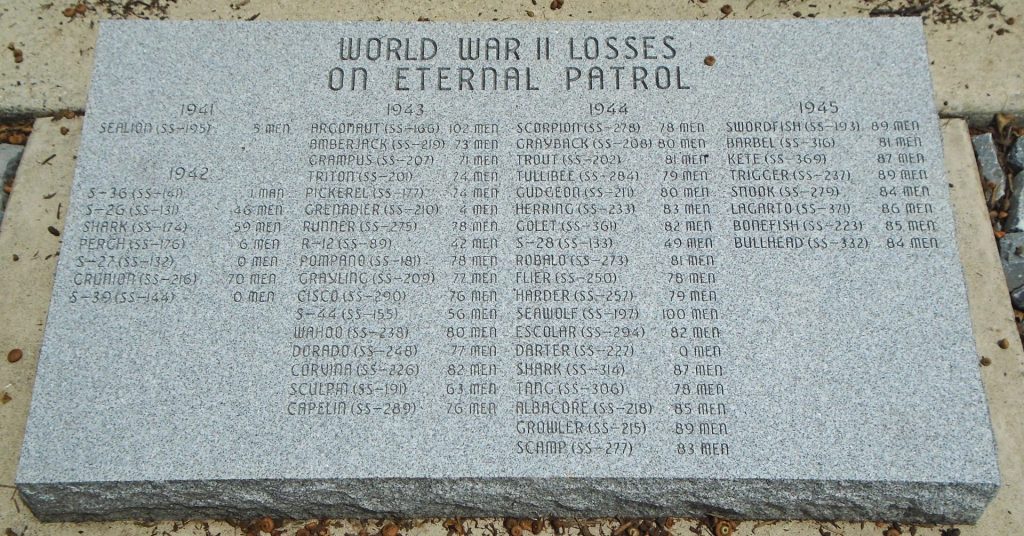 WORLD WAR II LOSSES
ON ETERNAL PATROL
1941
SEALION (SS-195) 5 MEN
1942
S-36 (SS-141) 1 MAN
S-26 (SS-131) 46 MEN
SHARK (SS-174) 59 MEN
PERCH (SS-176) 6 MEN
S-27 (SS-132) 0 MEN
GRUNION (SS-216) 70 MEN
S-39 (SS-144) 0 MEN
1943
ARGONAUT (SS-166) 102 MEN
AMBERJACK (SS-219) 73 MEN
GRAMPUS (SS-207) 71 MEN
TRITON (SS-201) 74 MEN
PICKEREL (SS-177) 74 MEN
GRENADIER (SS-210) 4 MEN
RUNNER (SS-275) 78 MEN
R-12 (SS-89) 42 MEN
POMPANO (SS-181) 78 MEN
GRAYLING (SS-209) 77 MEN
CISCO (SS-290) 76 MEN
S-44 (SS-155) 56 MEN
WAHOO (SS-238) 80 MEN
DORADO (SS-248) 77 MEN
CORVINA (SS-226) 82 MEN
SCULPIN (SS-191) 63 MEN
CAPELIN (SS-289) 76 MEN
1944
SCORPION (SS-278) 78 MEN
GRAYBACK (SS-208) 80 MEN
TROUT (SS-202) 81 MEN
TULLIBEE (SS-284) 79 MEN
GUDGEON (SS-211) 80 MEN
HERRING (SS-233) 83 MEN
GOLET (SS-361) 82 MEN
S-28 (SS-133) 49 MEN
ROBALO (SS-273) 81 MEN
FLIER (SS-250) 78 MEN
HARDER (SS-257) 79 MEN
SEAWOLF (SS-197) 100 MEN
ESCOLAR (SS-294) 82 MEN
DARTER (SS-227) 0 MEN
SHARK (SS-314) 87 MEN
TANG (SS-306) 78 MEN
ALBACORE (SS-218) 85 MEN
GROWLER (SS-215) 89 MEN
SCAMP (SS-277) 83 MEN
1945
SWORDFISH (SS-193) 89 MEN
BARBEL (SS-316) 81 MEN
KETE (SS-369) 87 MEN
TRIGGER (SS-237) 89 MEN
SNOOK (SS-279) 84 MEN
LAGARTO (SS-371) 86 MEN
BONEFISH (SS-223) 85 MEN
BULLHEAD (SS-332) 84 MEN